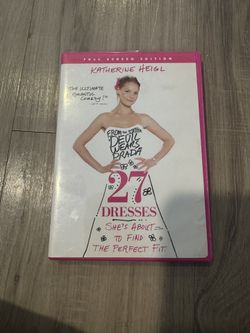 FULL SCREEN EDITION
KATHERINE HEIGL
"THE ULTIMATE
ROMANTIC
COMEDY!"
FROM THE
DEVIL
WEARS
PRADA
27
DRESSES
SHE'S ABOUT
TO FIND
THE PERFECT FIT.